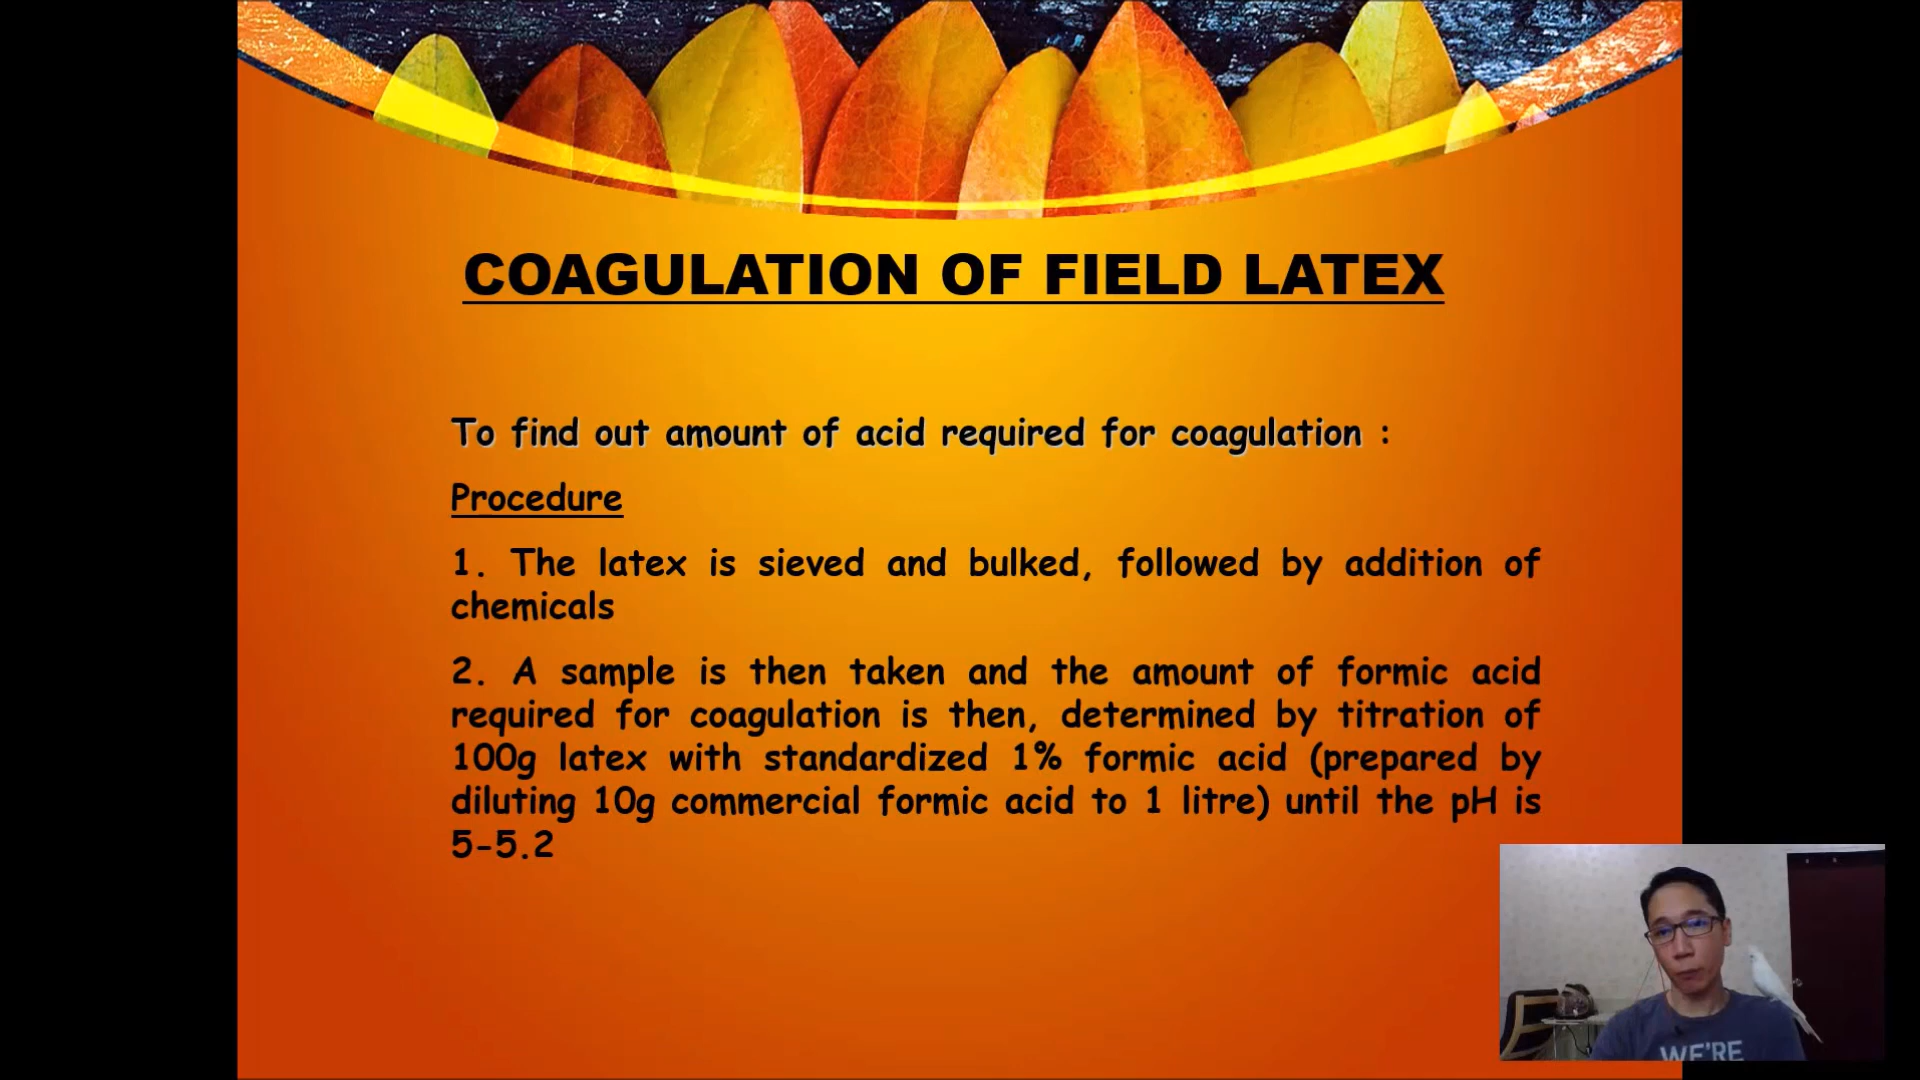 COAGULATION OF FIELD LATEX
To find out amount of acid required for coagulation :
Procedure
1. The latex is sieved and bulked, followed by addition of
chemicals
2. A sample is then taken and the amount of formic acid
required for coagulation is then, determined by titration of
100g latex with standardized 1% formic acid (prepared by
diluting 10g commercial formic acid to 1 litre) until the pH is
5-5.2
WE'RE